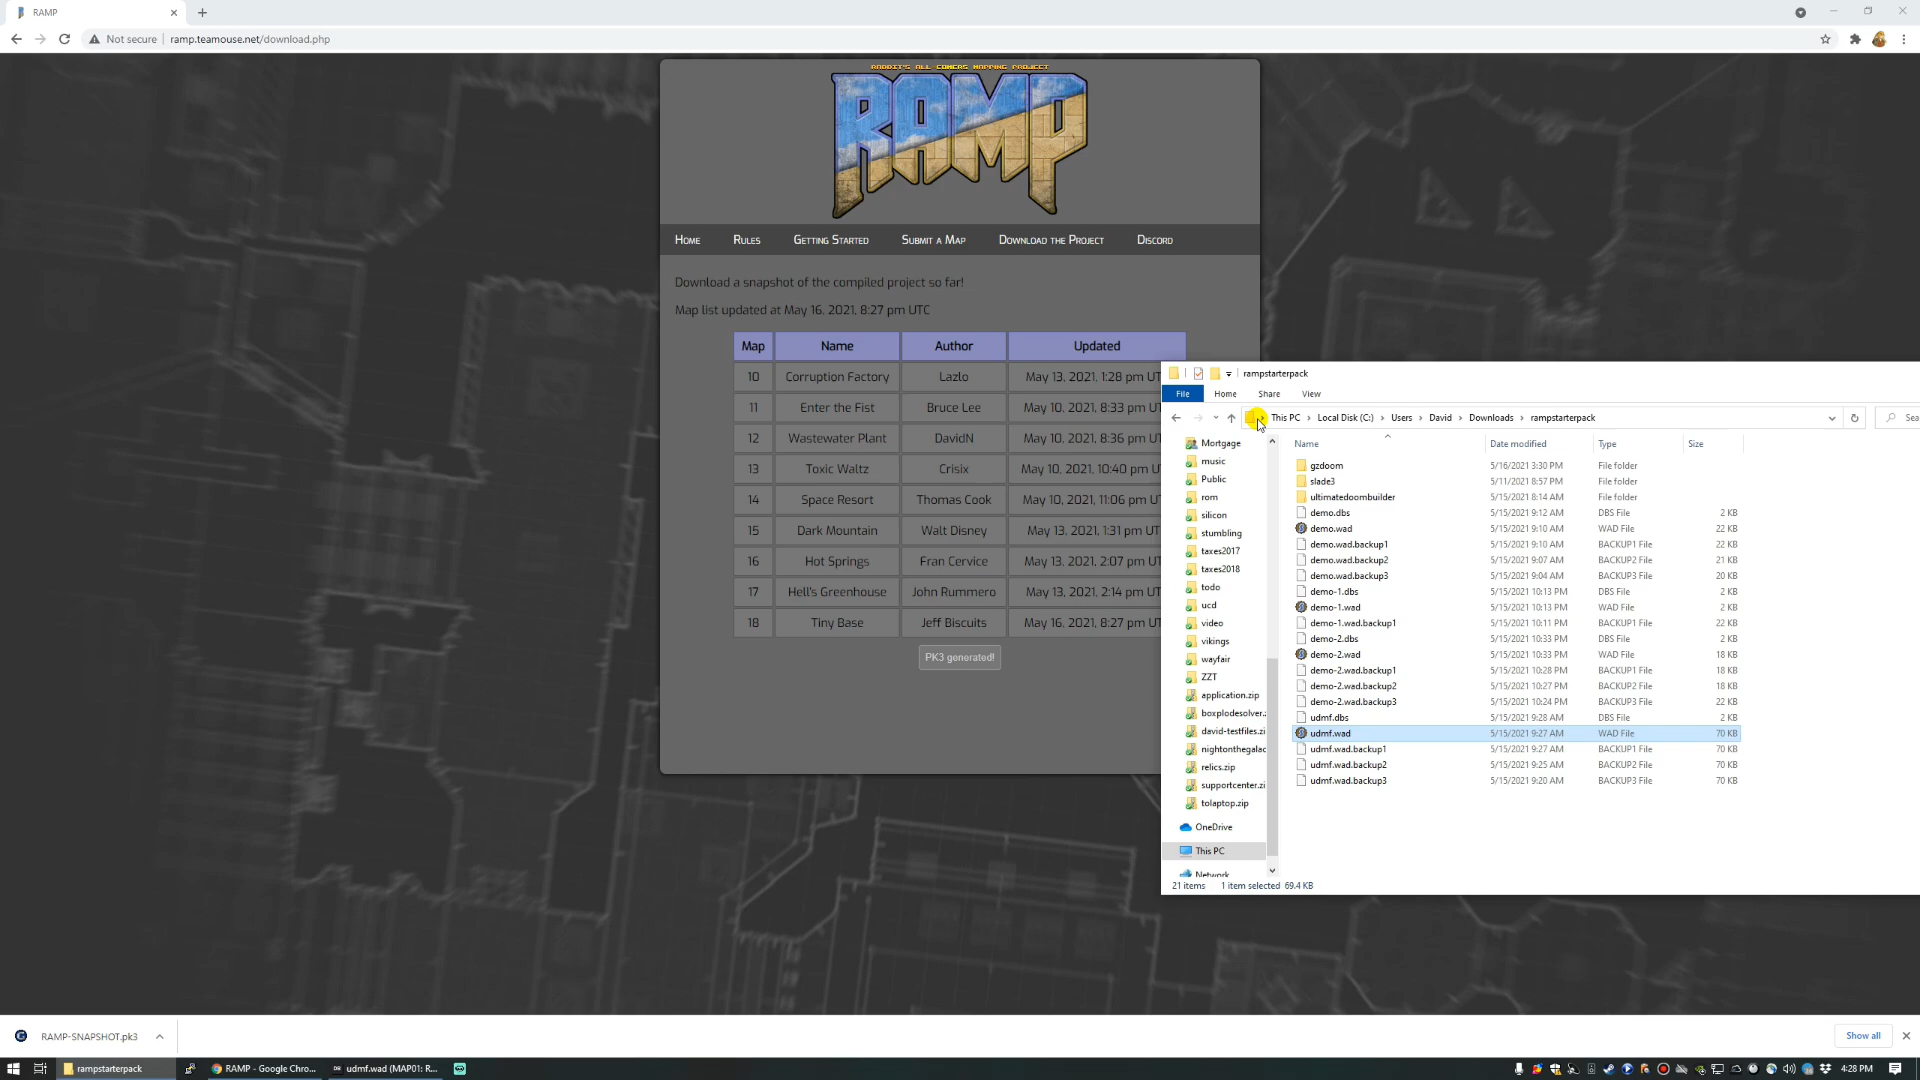 RAMP
Not secure
ramp.teamouse.net/download.php
RABBIT'S ALL COMERS MAPPING PROJECT
RAMP
Home Rules Getting Started Submit a Map Download the Project Discord
Download a snapshot of the compiled project so far!
Map list updated at May 16, 2021, 8:27 pm UTC
Map Name Author Updated
10 Corruption Factory Lazlo May 13, 2021, 1:28 pm UT
11 Enter the Fist Bruce Lee May 10, 2021, 8:33 pm UT
12 Wastewater Plant DavidN May 10, 2021, 8:36 pm UT
13 Toxic Waltz Crisix May 10, 2021, 10:40 pm U
14 Space Resort Thomas Cook May 10, 2021, 11:06 pm U
15 Dark Mountain Walt Disney May 13, 2021, 1:31 pm UT
16 Hot Springs Fran Cervice May 13, 2021, 2:07 pm UT
17 Hell's Greenhouse John Rummero May 13, 2021, 2:14 pm UT
18 Tiny Base Jeff Biscuits May 16, 2021, 8:27 pm UT
PK3 generated!
rampstarterpack
File Home Share View
This PC Local Disk (C:) Users David Downloads rampstarterpack
Sea
Mortgage
music
Public
rom
silicon
stumbling
taxes2017
taxes2018
todo
ucd
video
vikings
wayfair
ZZT
application.zip
boxplodesolver.z
david-testfiles.zi
nightonthegalac
relics.zip
supportcenter.zi
tolaptop.zip
OneDrive
This PC
Network
Name Date modified Type Size
gzdoom 5/16/2021 3:30 PM File folder
slade3 5/11/2021 8:57 PM File folder
ultimatedoombuilder 5/15/2021 8:14 AM File folder
demo.dbs 5/15/2021 9:12 AM DBS File 2 KB
demo.wad 5/15/2021 9:10 AM WAD File 22 KB
demo.wad.backup1 5/15/2021 9:10 AM BACKUP1 File 22 KB
demo.wad.backup2 5/15/2021 9:07 AM BACKUP2 File 21 KB
demo.wad.backup3 5/15/2021 9:04 AM BACKUP3 File 20 KB
demo-1.dbs 5/15/2021 10:13 PM DBS File 2 KB
demo-1.wad 5/15/2021 10:13 PM WAD File 2 KB
demo-1.wad.backup1 5/15/2021 10:11 PM BACKUP1 File 22 KB
demo-2.dbs 5/15/2021 10:33 PM DBS File 2 KB
demo-2.wad 5/15/2021 10:33 PM WAD File 18 KB
demo-2.wad.backup1 5/15/2021 10:28 PM BACKUP1 File 18 KB
demo-2.wad.backup2 5/15/2021 10:27 PM BACKUP2 File 18 KB
demo-2.wad.backup3 5/15/2021 10:24 PM BACKUP3 File 22 KB
udmf.dbs 5/15/2021 9:28 AM DBS File 2 KB
udmf.wad 5/15/2021 9:27 AM WAD File 70 KB
udmf.wad.backup1 5/15/2021 9:27 AM BACKUP1 File 70 KB
udmf.wad.backup2 5/15/2021 9:25 AM BACKUP2 File 70 KB
udmf.wad.backup3 5/15/2021 9:20 AM BACKUP3 File 70 KB
21 items 1 item selected 69.4 KB
RAMP-SNAPSHOT.pk3
Show all
rampstarterpack
RAMP - Google Chro...
udmf.wad (MAP01: R...
4:28 PM